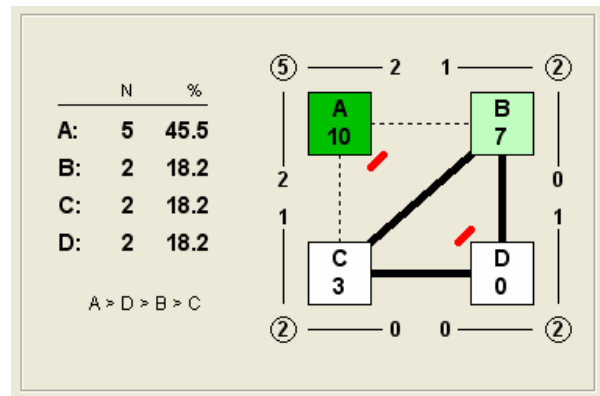 N %
A: 5 45.5
B: 2 18.2
C: 2 18.2
D: 2 18.2
A > D > B > C
5 2 1 2
A
10
B
7
2 0
1 1
C
3
D
0
2 0 0 2